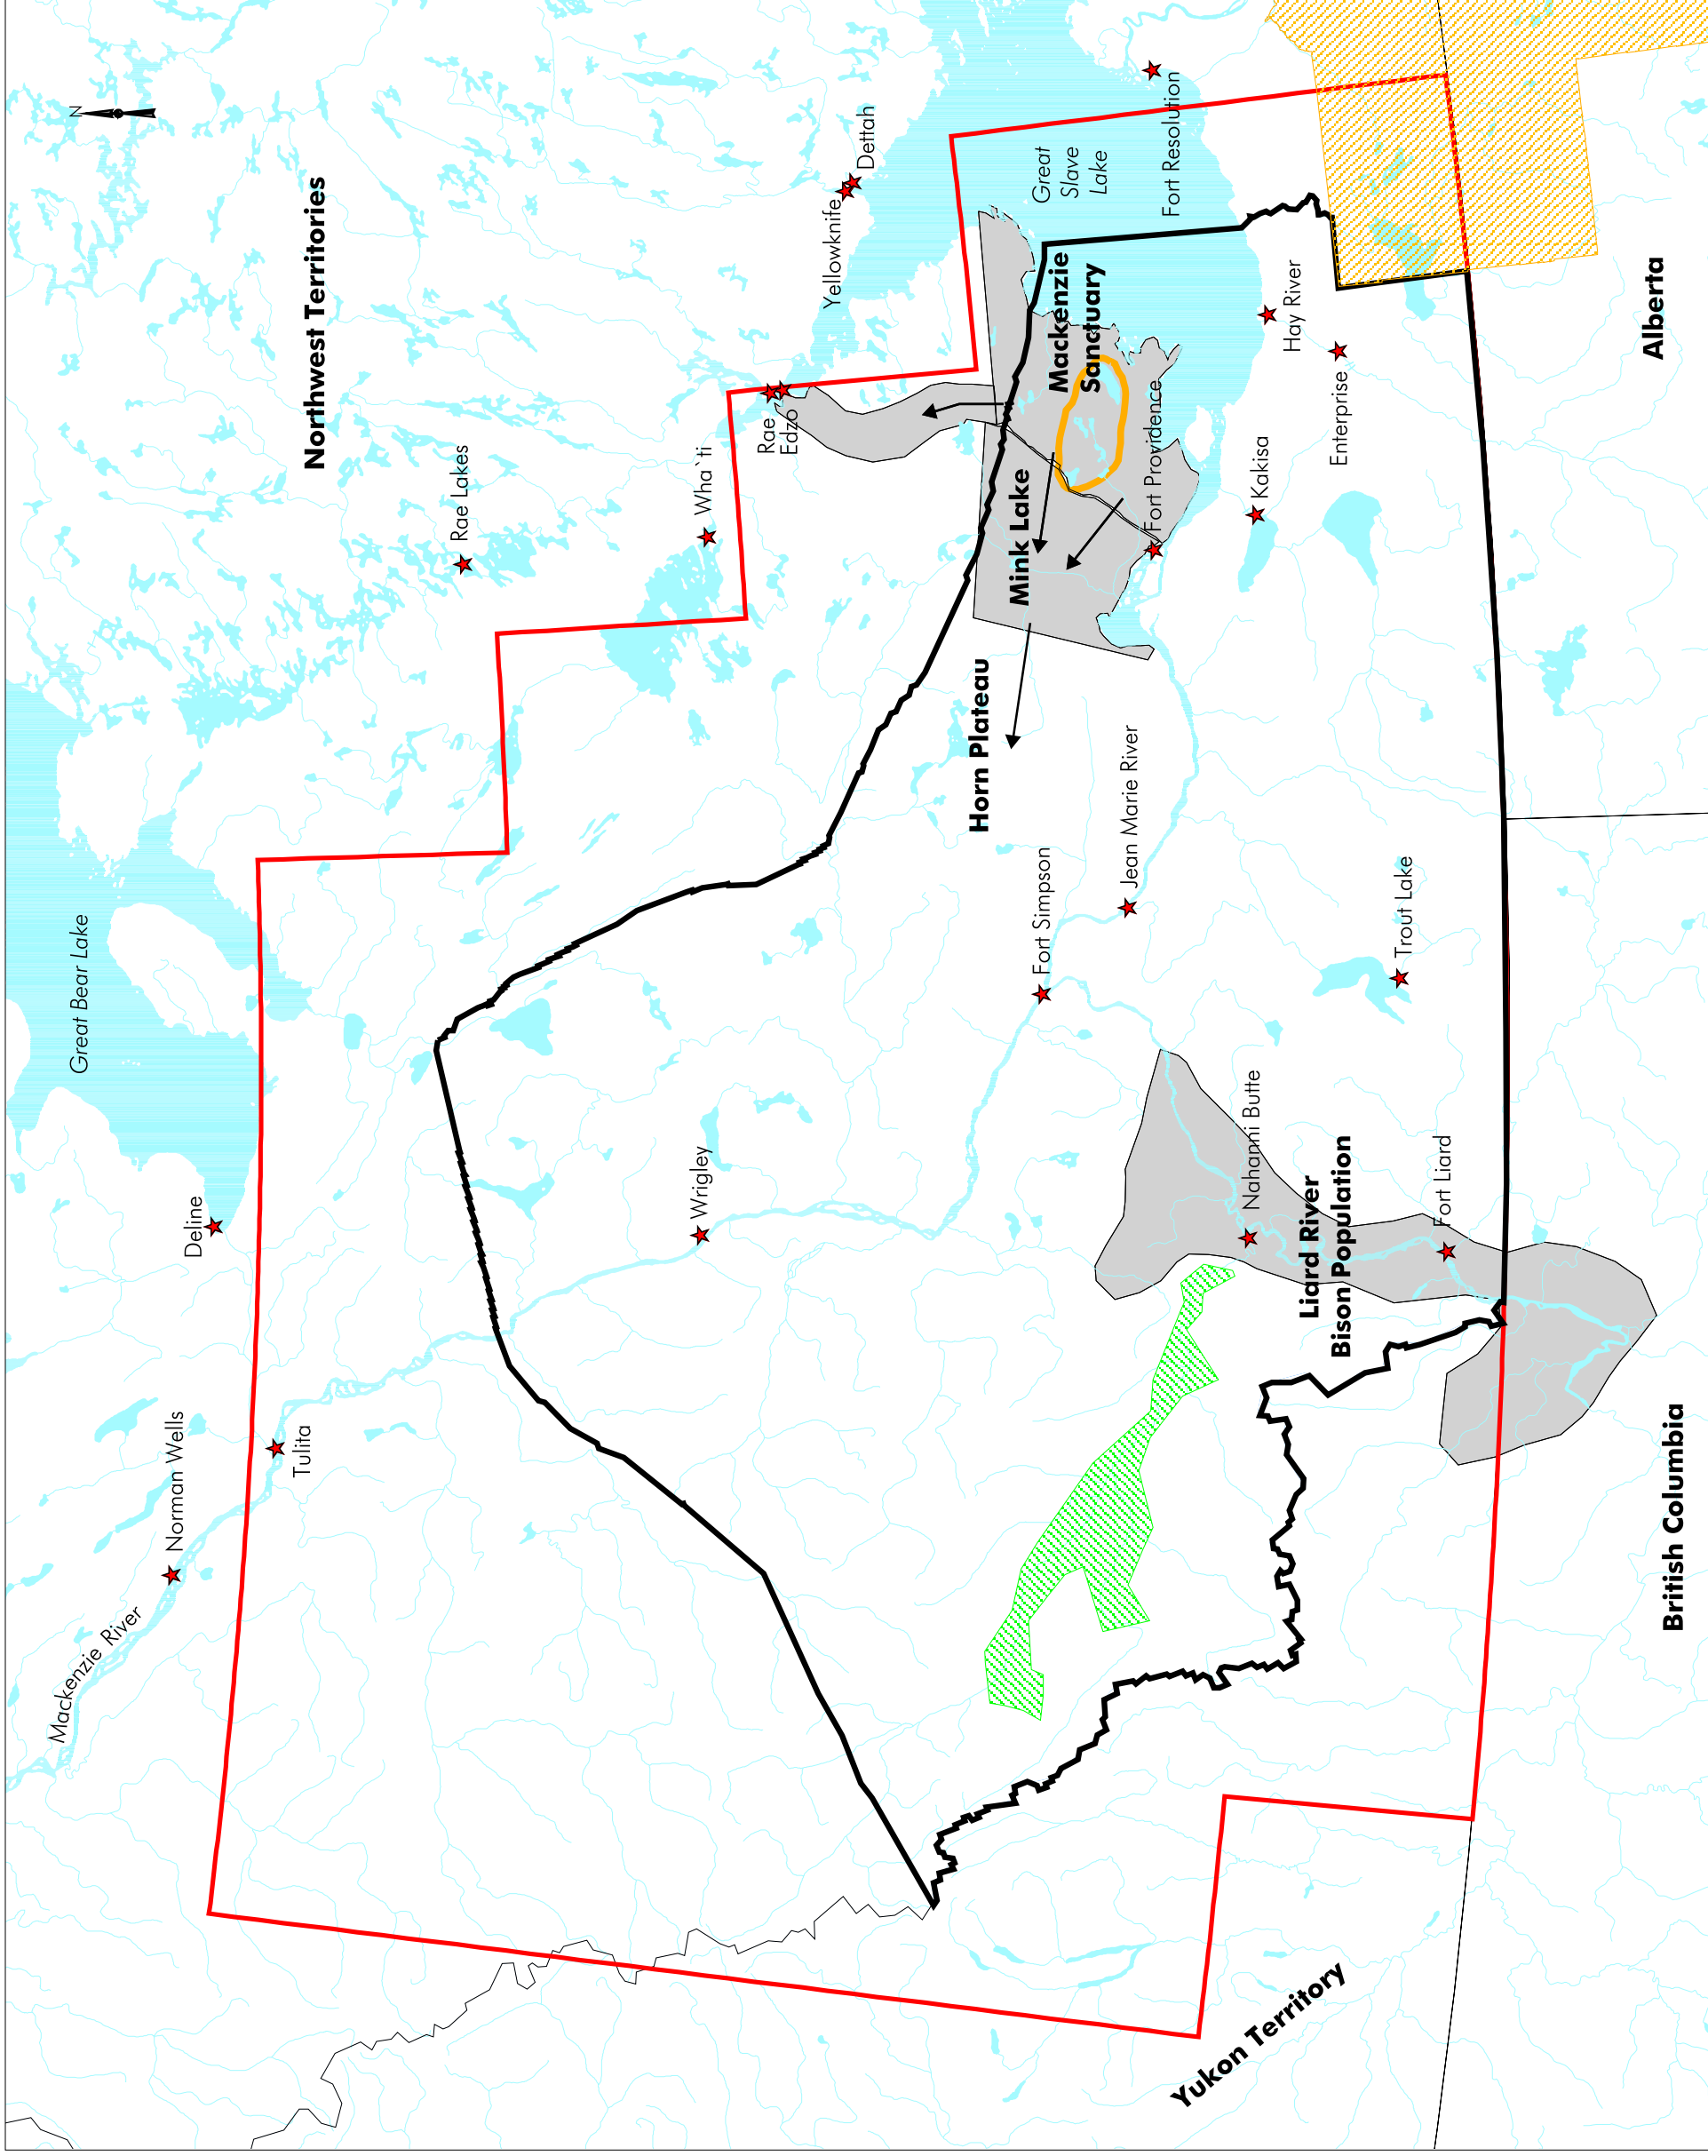 N
Great Bear Lake
Northwest Territories
Mackenzie River
Norman Wells
Deline
Tulita
Rae Lakes
Wha`ti
Rae
Edzo
Yellowknife
Dettah
Wrigley
Great
Slave
Lake
Mackenzie
Sanctuary
Mink Lake
Horn Plateau
Fort Resolution
Fort Providence
Fort Simpson
Jean Marie River
Hay River
Kakisa
Enterprise
Nahanni Butte
Liard River
Bison Population
Trout Lake
Fort Liard
Yukon Territory
British Columbia
Alberta